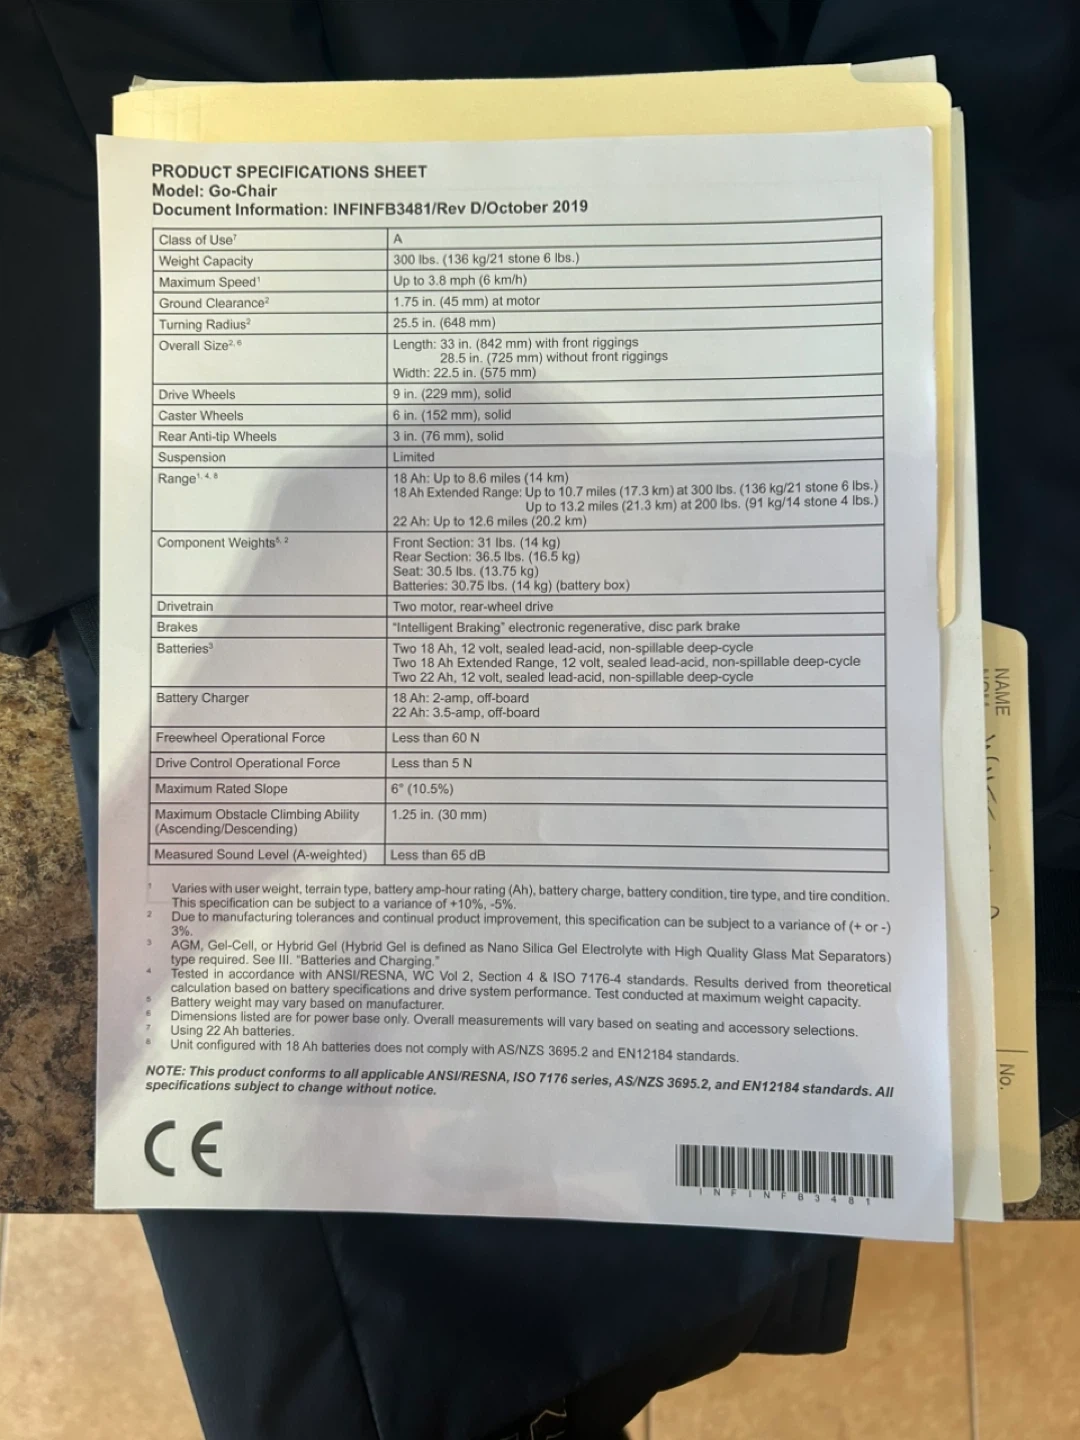 PRODUCT SPECIFICATIONS SHEET
Model: Go-Chair
Document Information: INFINFB3481/Rev D/October 2019
Class of Use⁷ A
Weight Capacity 300 lbs. (136 kg/21 stone 6 lbs.)
Maximum Speed¹ Up to 3.8 mph (6 km/h)
Ground Clearance² 1.75 in. (45 mm) at motor
Turning Radius² 25.5 in. (648 mm)
Overall Size²,⁶ Length: 33 in. (842 mm) with front riggings
28.5 in. (725 mm) without front riggings
Width: 22.5 in. (575 mm)
Drive Wheels 9 in. (229 mm), solid
Caster Wheels 6 in. (152 mm), solid
Rear Anti-tip Wheels 3 in. (76 mm), solid
Suspension Limited
Range¹,⁴,⁸ 18 Ah: Up to 8.6 miles (14 km)
18 Ah Extended Range: Up to 10.7 miles (17.3 km) at 300 lbs. (136 kg/21 stone 6 lbs.)
Up to 13.2 miles (21.3 km) at 200 lbs. (91 kg/14 stone 4 lbs.)
22 Ah: Up to 12.6 miles (20.2 km)
Component Weights⁵,² Front Section: 31 lbs. (14 kg)
Rear Section: 36.5 lbs. (16.5 kg)
Seat: 30.5 lbs. (13.75 kg)
Batteries: 30.75 lbs. (14 kg) (battery box)
Drivetrain Two motor, rear-wheel drive
Brakes "Intelligent Braking" electronic regenerative, disc park brake
Batteries³ Two 18 Ah, 12 volt, sealed lead-acid, non-spillable deep-cycle
Two 18 Ah Extended Range, 12 volt, sealed lead-acid, non-spillable deep-cycle
Two 22 Ah, 12 volt, sealed lead-acid, non-spillable deep-cycle
Battery Charger 18 Ah: 2-amp, off-board
22 Ah: 3.5-amp, off-board
Freewheel Operational Force Less than 60 N
Drive Control Operational Force Less than 5 N
Maximum Rated Slope 6° (10.5%)
Maximum Obstacle Climbing Ability 1.25 in. (30 mm)
(Ascending/Descending)
Measured Sound Level (A-weighted) Less than 65 dB
1 Varies with user weight, terrain type, battery amp-hour rating (Ah), battery charge, battery condition, tire type, and tire condition.
This specification can be subject to a variance of +10%, -5%.
2 Due to manufacturing tolerances and continual product improvement, this specification can be subject to a variance of (+ or -)
3%.
3 AGM, Gel-Cell, or Hybrid Gel (Hybrid Gel is defined as Nano Silica Gel Electrolyte with High Quality Glass Mat Separators)
type required. See III. "Batteries and Charging."
4 Tested in accordance with ANSI/RESNA, WC Vol 2, Section 4 & ISO 7176-4 standards. Results derived from theoretical
calculation based on battery specifications and drive system performance. Test conducted at maximum weight capacity.
5 Battery weight may vary based on manufacturer.
6 Dimensions listed are for power base only. Overall measurements will vary based on seating and accessory selections.
7 Using 22 Ah batteries.
8 Unit configured with 18 Ah batteries does not comply with AS/NZS 3695.2 and EN12184 standards.
NOTE: This product conforms to all applicable ANSI/RESNA, ISO 7176 series, AS/NZS 3695.2, and EN12184 standards. All
specifications subject to change without notice.
CE
INFINFB3481
NAME
No.